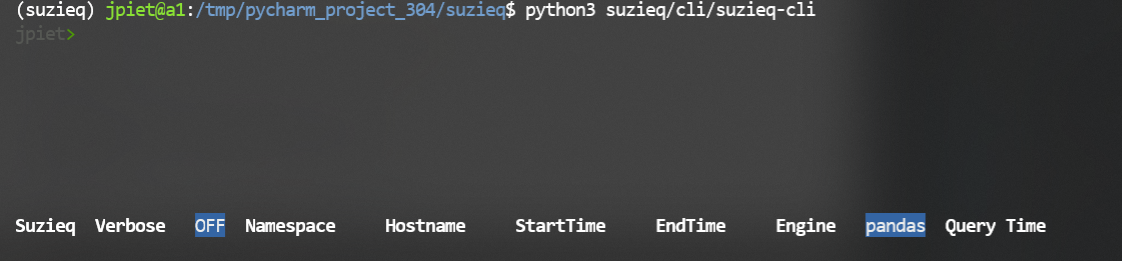 (suzieq) jpiet@a1:/tmp/pycharm_project_304/suzieq$ python3 suzieq/cli/suzieq-cli
jpiet>
Suzieq Verbose OFF Namespace Hostname StartTime EndTime Engine pandas Query Time